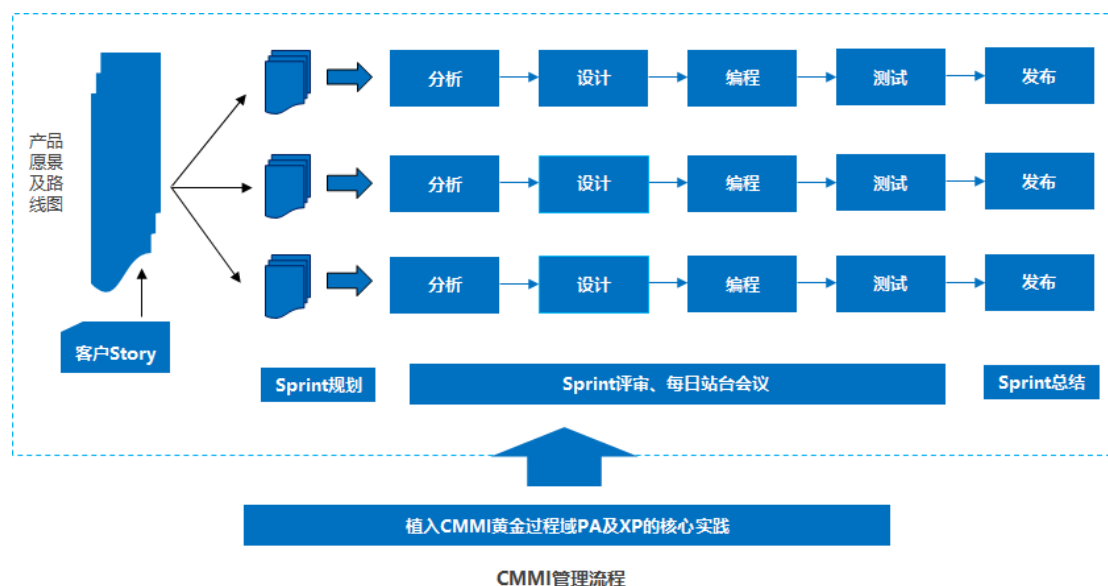 产品
愿景
及路
线图
分析
设计
编程
测试
发布
分析
设计
编程
测试
发布
分析
设计
编程
测试
发布
客户Story
Sprint规划
Sprint评审、每日站台会议
Sprint总结
植入CMMI黄金过程域PA及XP的核心实践
CMMI管理流程